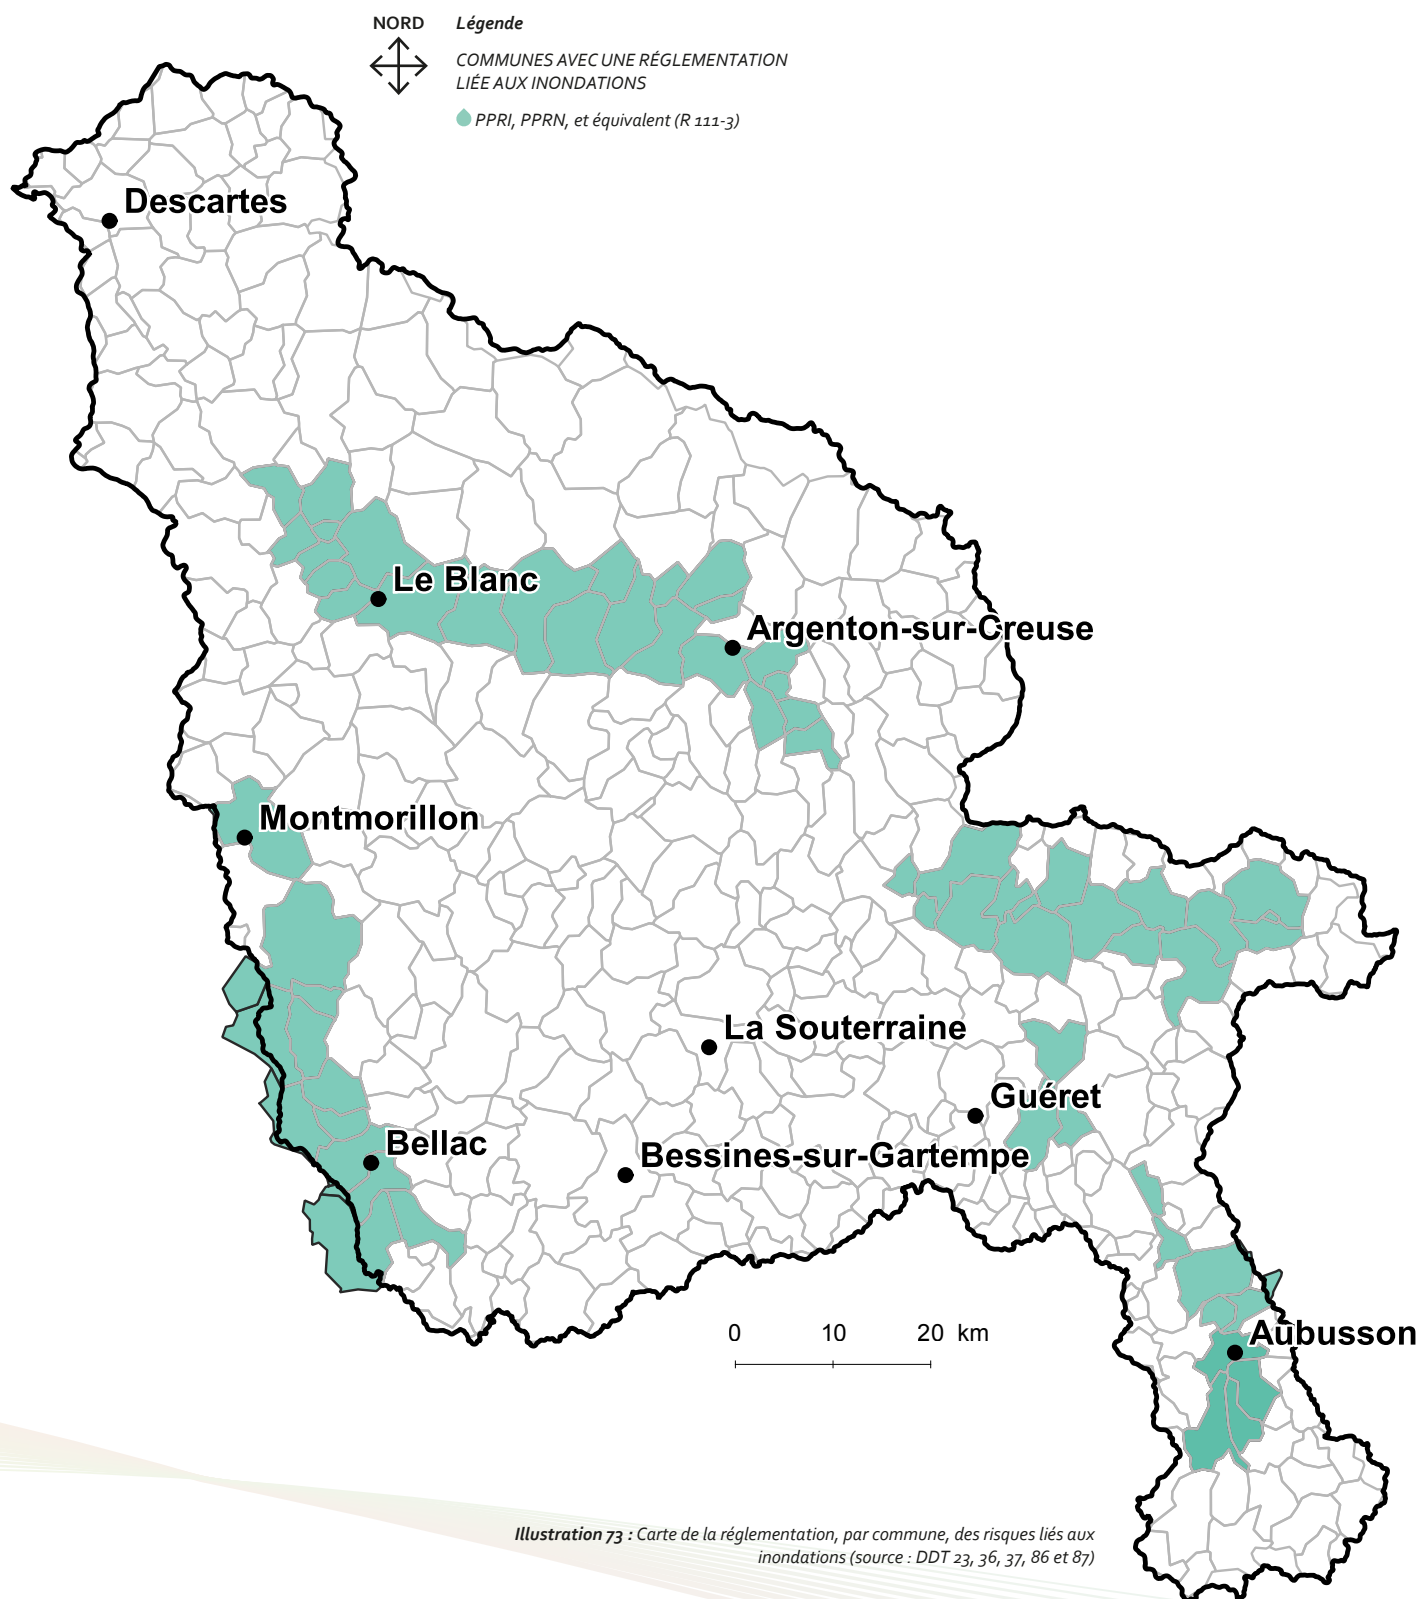 NORD
Légende
COMMUNES AVEC UNE RÉGLEMENTATION
LIÉE AUX INONDATIONS
PPRI, PPRN, et équivalent (R 111-3)
Descartes
Le Blanc
Argenton-sur-Creuse
Montmorillon
La Souterraine
Guéret
Bellac
Bessines-sur-Gartempe
Aubusson
0 10 20 km
Illustration 73 : Carte de la réglementation, par commune, des risques liés aux
inondations (source : DDT 23, 36, 37, 86 et 87)